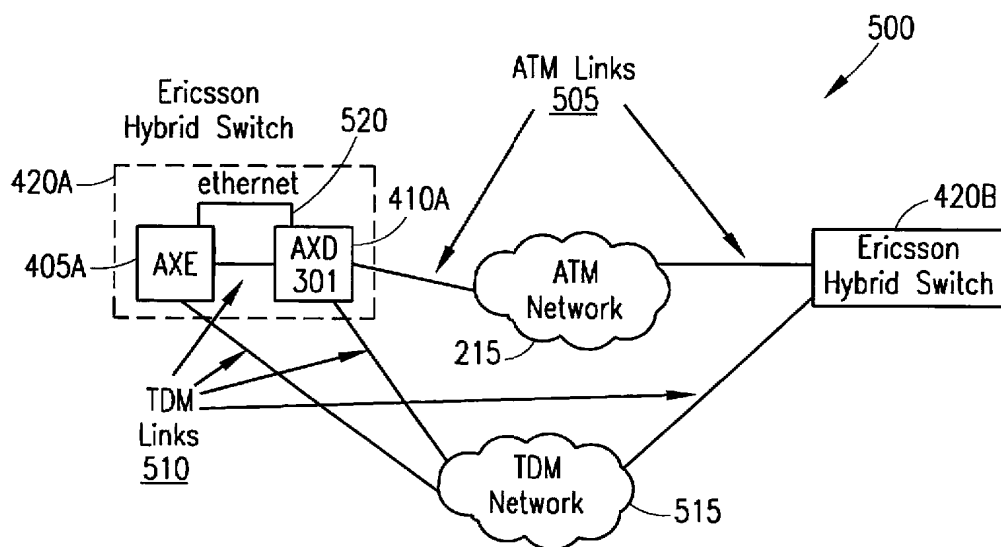 500
ATM Links
505
Ericsson
Hybrid Switch
520
420A
ethernet
410A
420B
405A
AXE
AXD
301
ATM
Network
Ericsson
Hybrid Switch
215
TDM
Links
510
TDM
Network
515